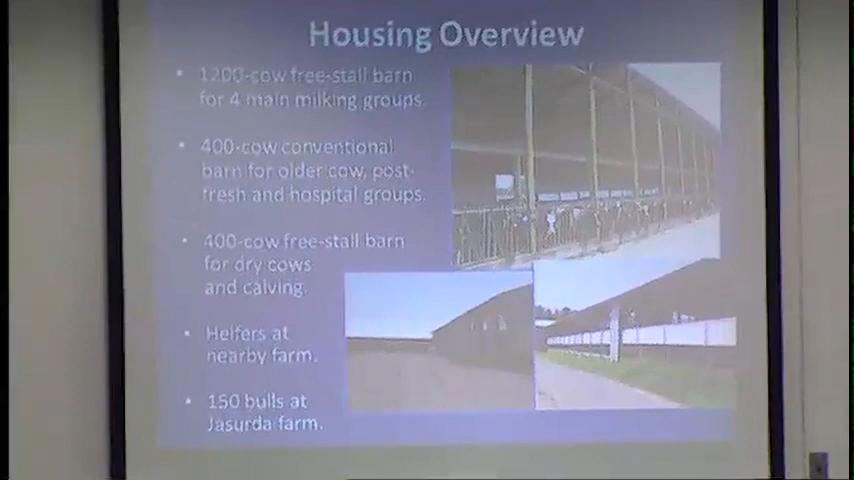 Housing Overview
• 1200-cow free-stall barn
for 4 main milking groups.
• 400-cow conventional
barn for older cow, post-
fresh and hospital groups.
• 400-cow free-stall barn
for dry cows
and calving.
• Heifers at
nearby farm.
• 150 bulls at
Jasurda farm.